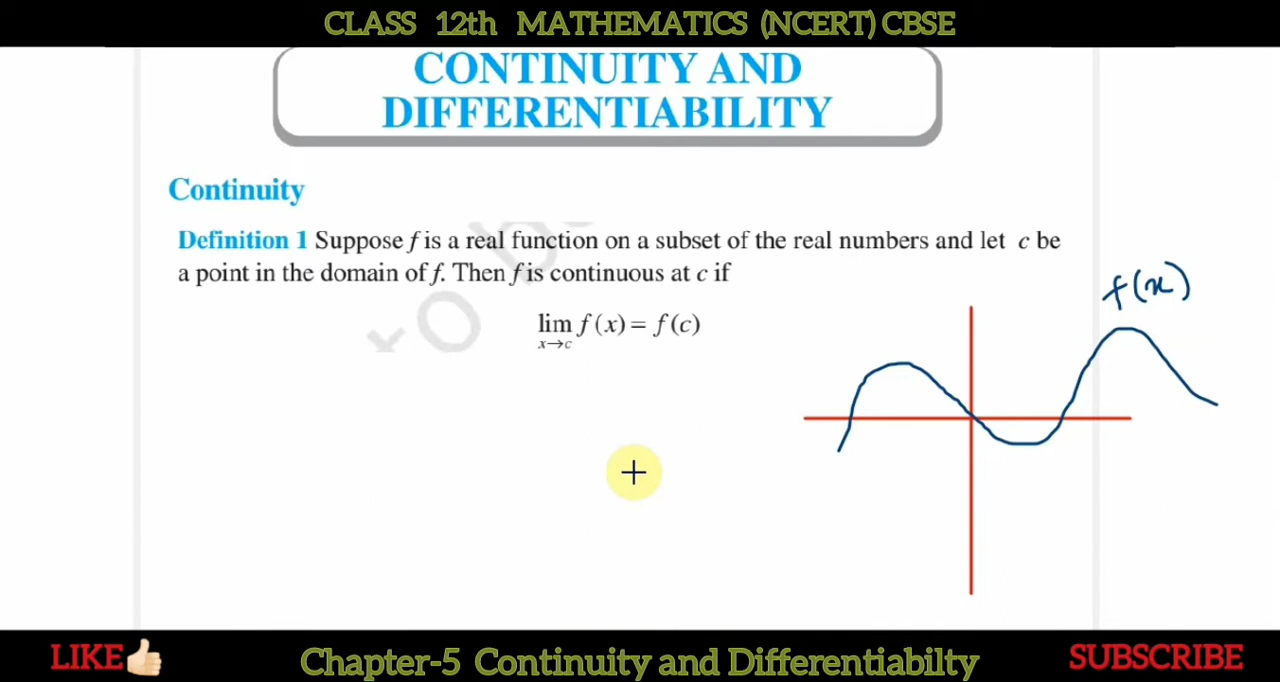 CLASS 12th MATHEMATICS (NCERT) CBSE
CONTINUITY AND
DIFFERENTIABILITY
Continuity
Definition 1 Suppose f is a real function on a subset of the real numbers and let c be
a point in the domain of f. Then f is continuous at c if
f(x)
lim f (x) = f (c)
x→c
to b
LIKE
Chapter-5 Continuity and Differentiabilty
SUBSCRIBE